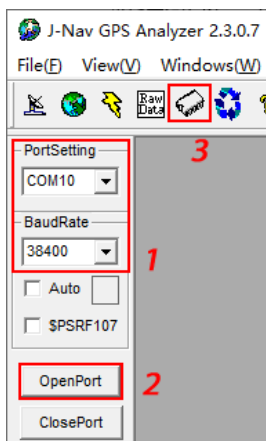 J-Nav GPS Analyzer 2.3.0.7
File(F) View(V) Windows(W)
Raw
Data
3
PortSetting
COM10
BaudRate
38400
1
Auto
$PSRF107
OpenPort
2
ClosePort